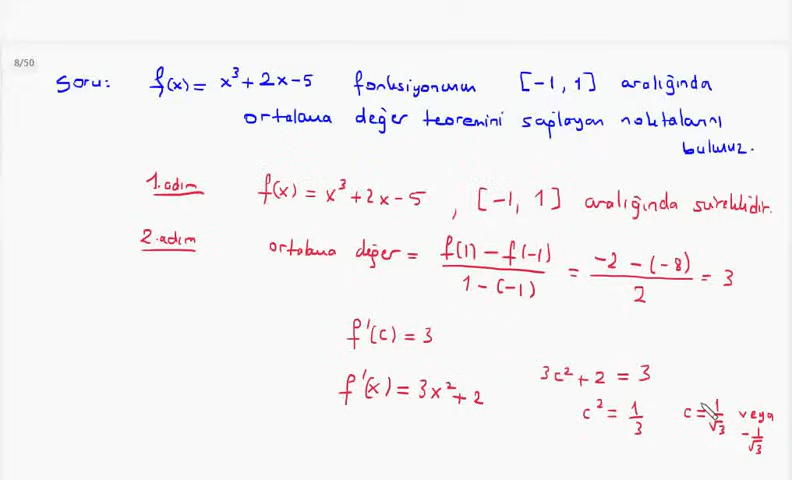 8/50
Soru: f(x) = x³ + 2x - 5 fonksiyonunun [-1, 1] aralığında
ortalama değer teoremini sağlayan noktalarını
bulunuz.
1. adım f(x) = x³ + 2x - 5 , [-1, 1] aralığında süreklidir.
2. adım ortalama değer = (f(1) - f(-1))/(1 - (-1)) = (-2 - (-8))/2 = 3
f'(c) = 3
f'(x) = 3x² + 2 3c² + 2 = 3
c² = 1/3 c = 1/√3 veya -1/√3